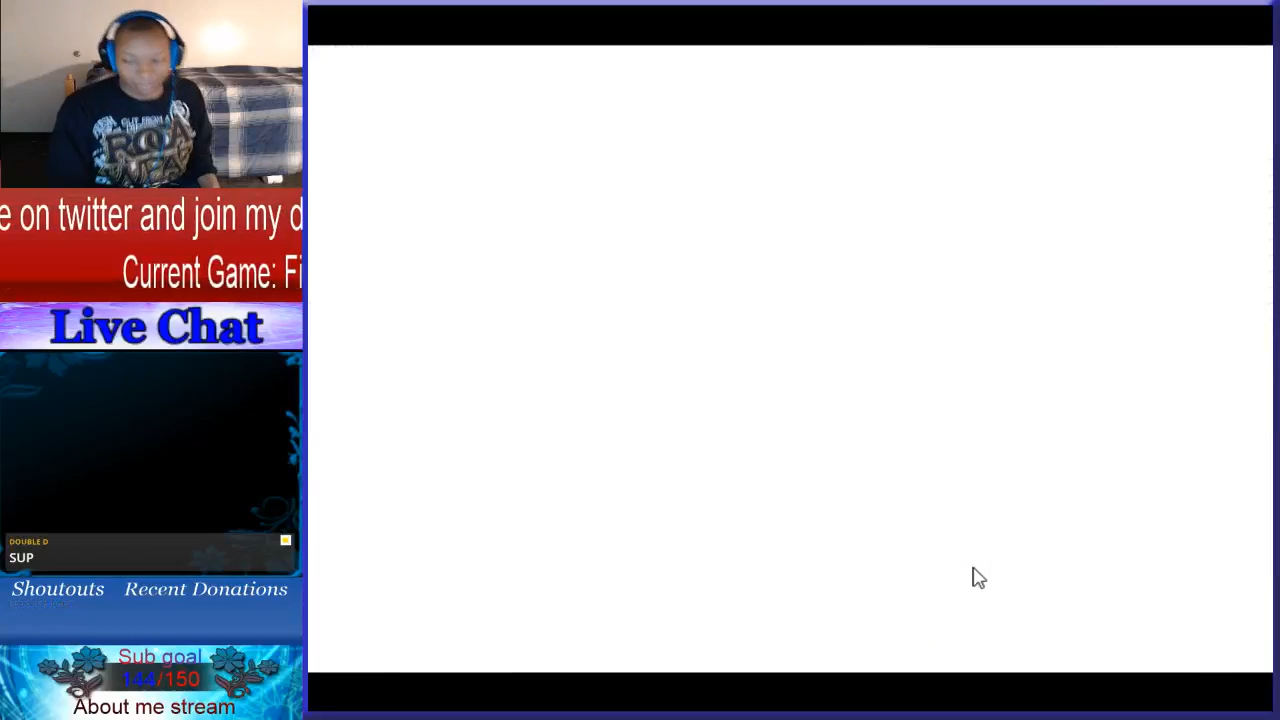 e on twitter and join my d
Current Game: Fi
Live Chat
DOUBLE D
SUP
Shoutouts Recent Donations
Sub goal
144/150
About me stream